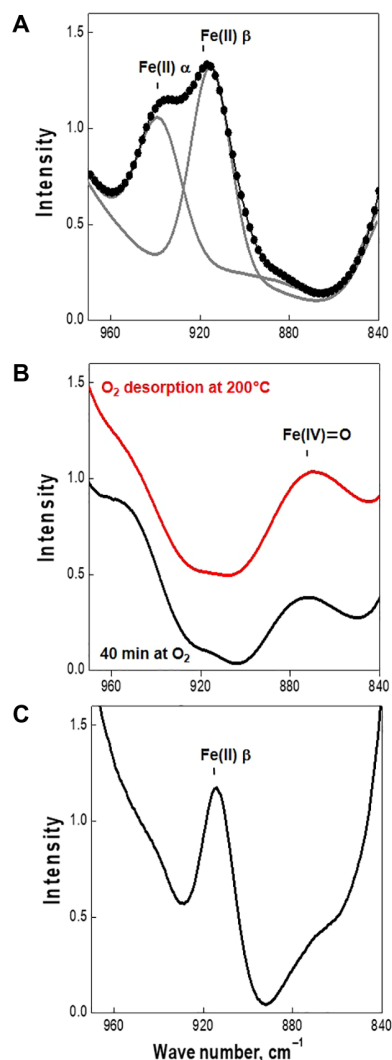 A
Fe(II) β
Fe(II) α
1.5
1.0
0.5
0.0
Intensity
960 920 880 840
B
O₂ desorption at 200°C
1.5
Fe(IV)=O
1.0
0.5
0.0
Intensity
40 min at O₂
960 920 880 840
C
Fe(II) β
1.5
1.0
0.5
0.0
Intensity
960 920 880 840
Wave number, cm⁻¹